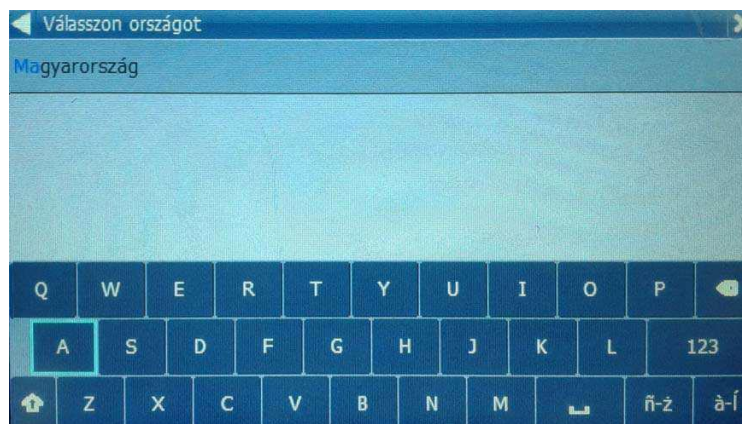 Válasszon országot
Magyarország
Q W E R T Y U I O P
A S D F G H J K L 123
Z X C V B N M ñ-ż à-Í